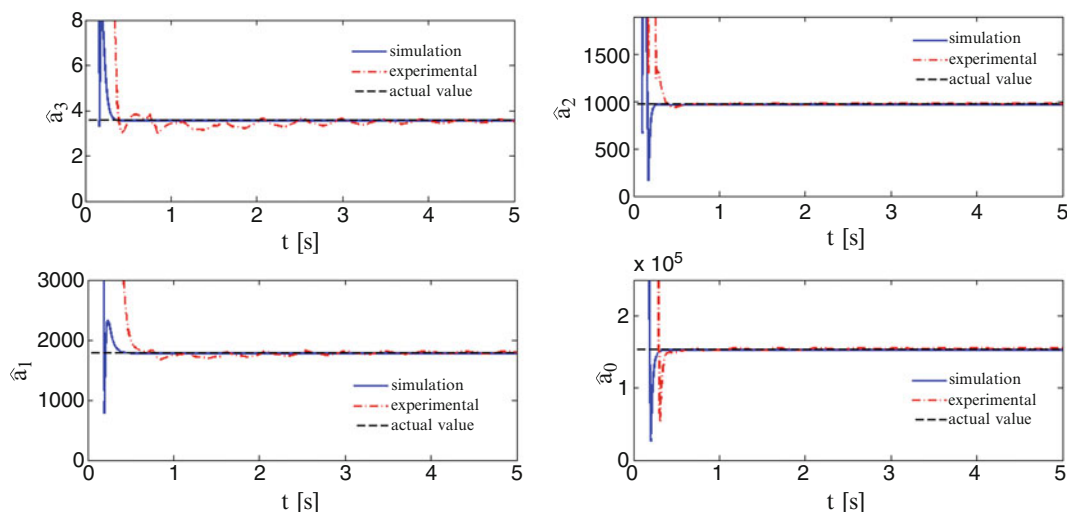 8
6
4
2
0
â3
simulation
experimental
actual value
0 1 2 3 4 5
t [s]
1500
1000
500
0
â2
simulation
experimental
actual value
0 1 2 3 4 5
t [s]
3000
2000
1000
0
â1
simulation
experimental
actual value
0 1 2 3 4 5
t [s]
x 10⁵
2
1
0
â0
simulation
experimental
actual value
0 1 2 3 4 5
t [s]